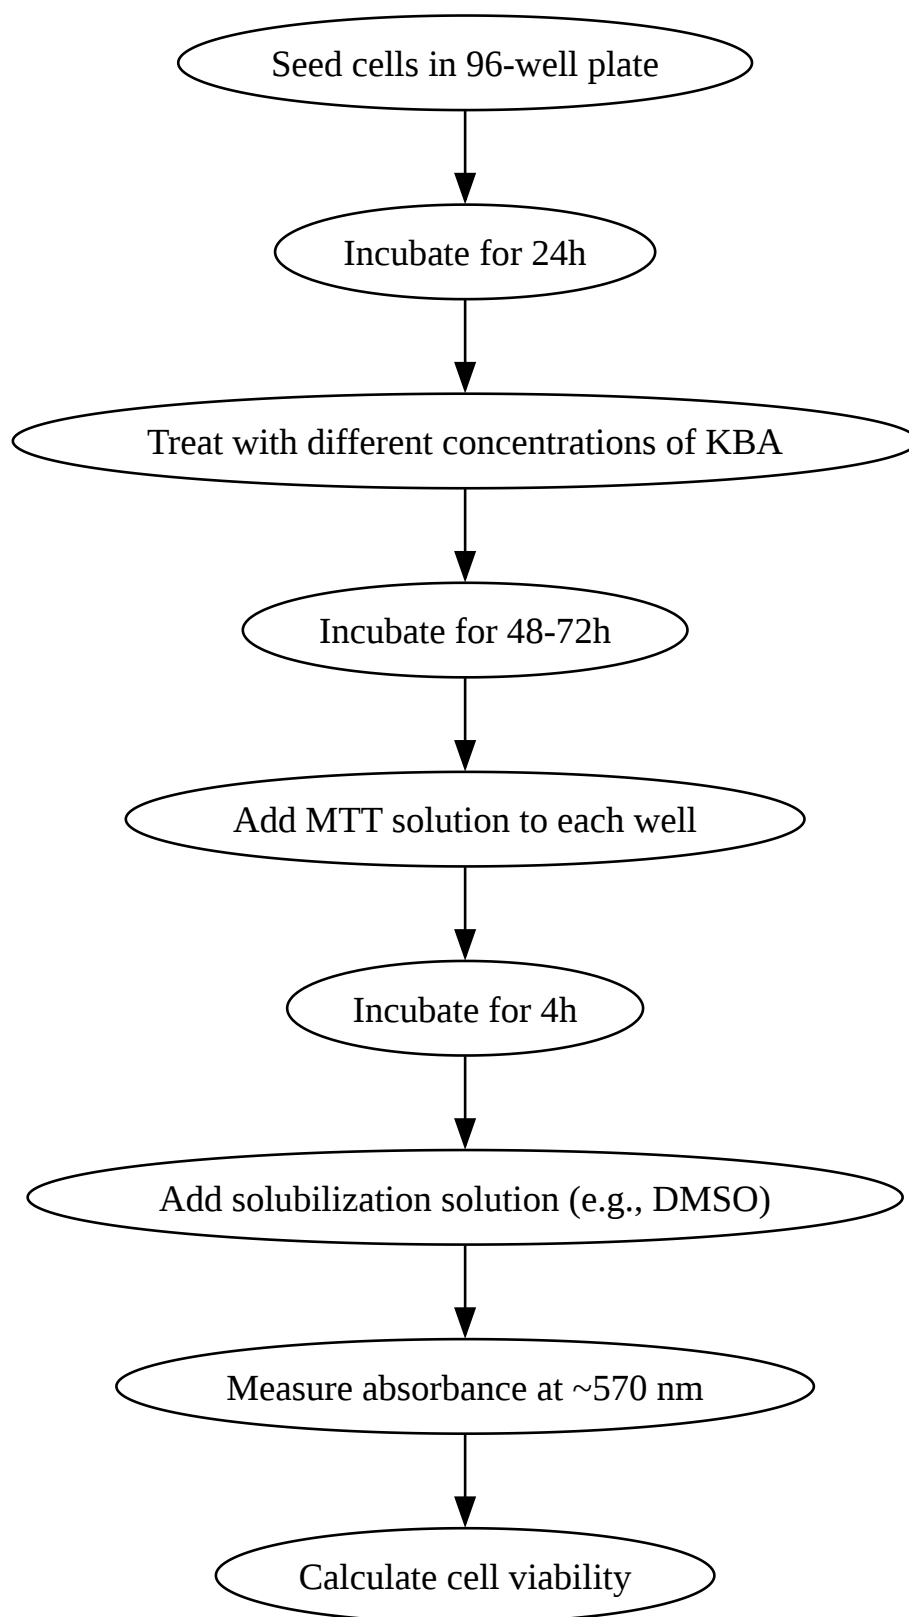 Seed cells in 96-well plate
Incubate for 24h
Treat with different concentrations of KBA
Incubate for 48-72h
Add MTT solution to each well
Incubate for 4h
Add solubilization solution (e.g., DMSO)
Measure absorbance at ~570 nm
Calculate cell viability